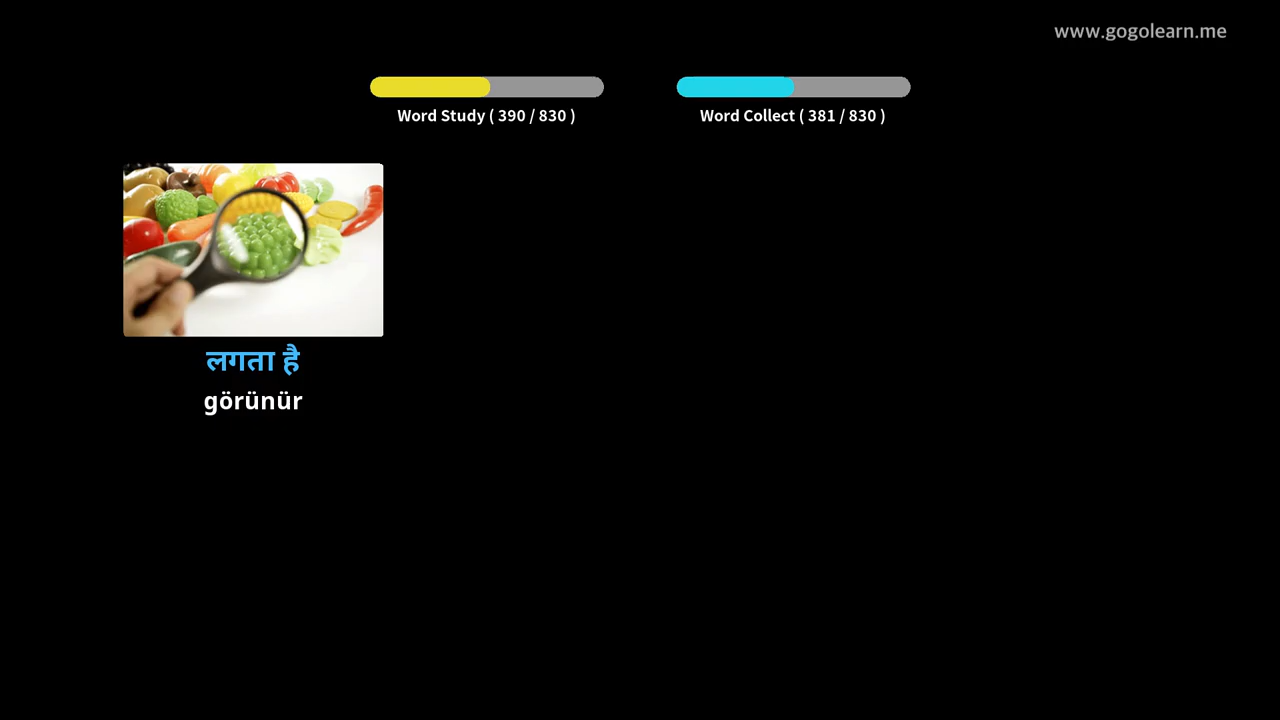 www.gogolearn.me
Word Study ( 390 / 830 )
Word Collect ( 381 / 830 )
लगता है
görünür